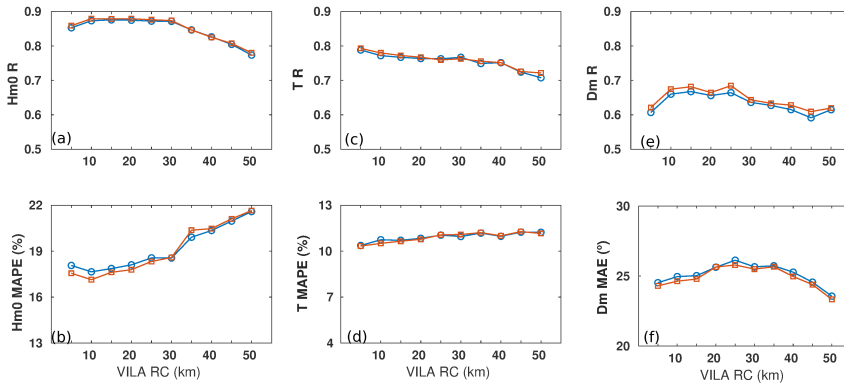 0.9
0.8
0.7
0.6
0.5
Hm0 R
(a)
10 20 30 40 50
0.9
0.8
0.7
0.6
0.5
T R
(c)
10 20 30 40 50
0.9
0.8
0.7
0.6
0.5
Dm R
(e)
10 20 30 40 50
22
19
16
13
Hm0 MAPE (%)
(b)
10 20 30 40 50
VILA RC (km)
13
10
7
4
T MAPE (%)
(d)
10 20 30 40 50
VILA RC (km)
30
25
20
Dm MAE (°)
(f)
10 20 30 40 50
VILA RC (km)